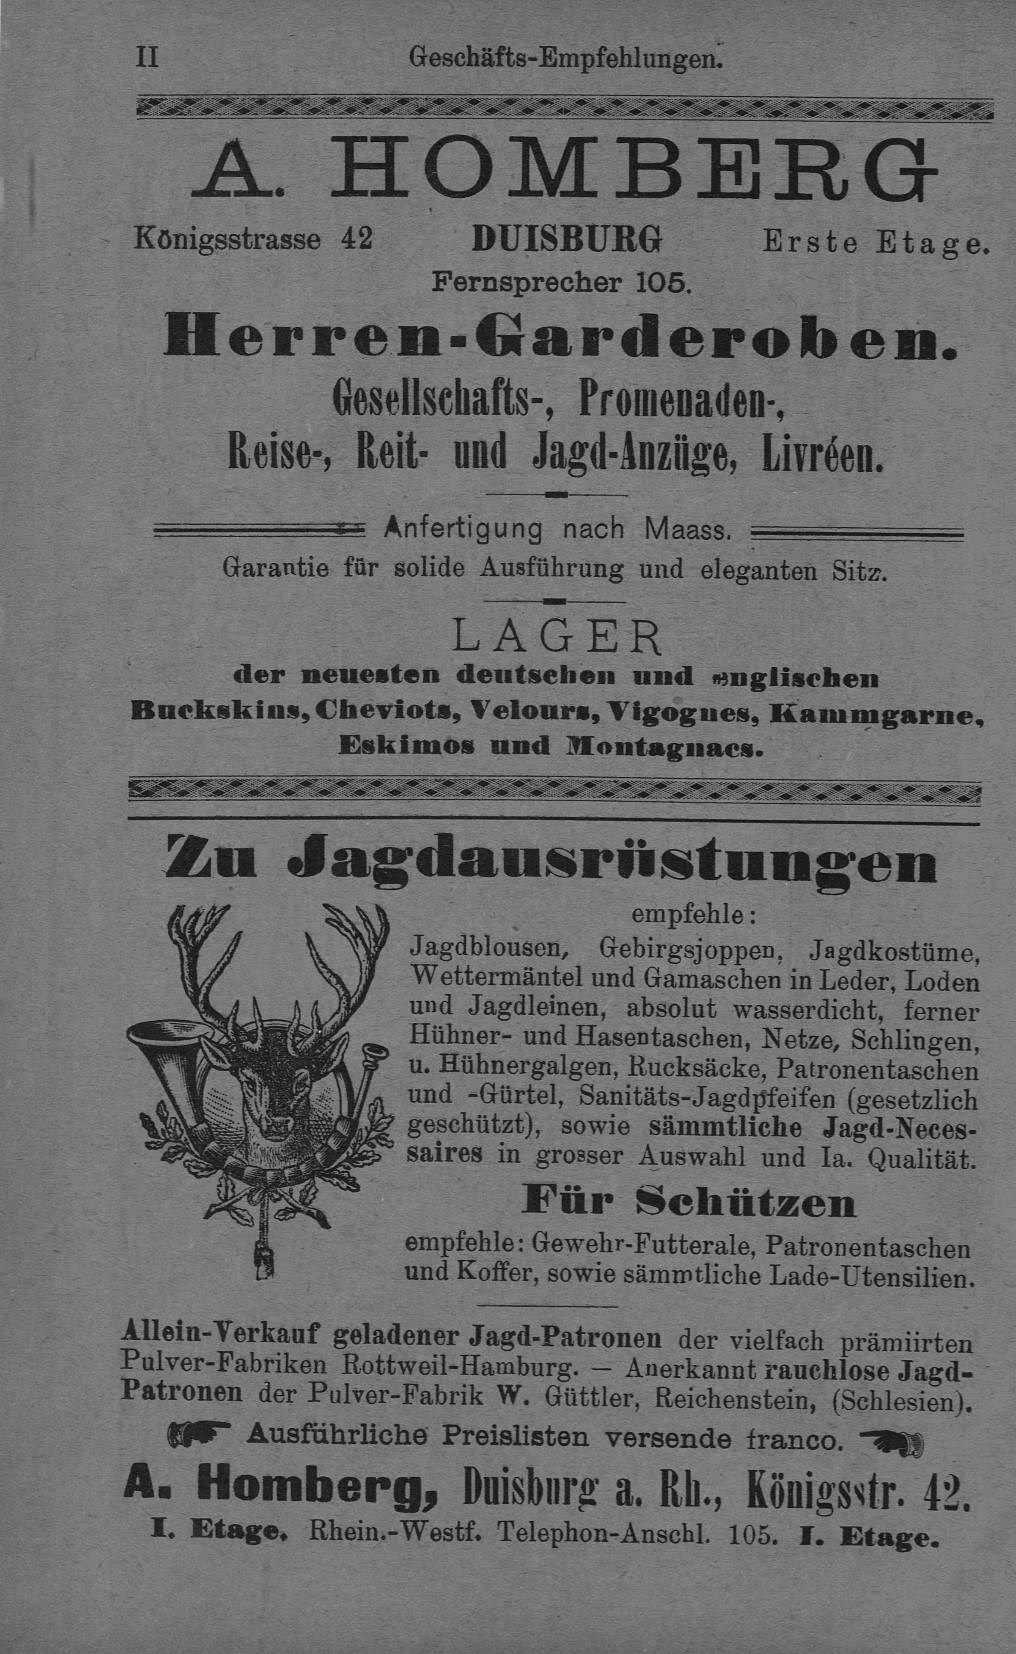 II Geschäfts-Empfehlungen.
A. HOMBERG
Königsstrasse 42 DUISBURG Erste Etage.
Fernsprecher 105.
Herren-Garderoben.
Gesellschafts-, Promenaden-,
Reise-, Reit- und Jagd-Anzüge, Livréen.
Anfertigung nach Maass.
Garantie für solide Ausführung und eleganten Sitz.
LAGER
der neuesten deutschen und englischen
Buckskins, Cheviots, Velours, Vigognes, Kammgarne,
Eskimos und Montagnacs.
Zu Jagdausrüstungen
empfehle:
Jagdblousen, Gebirgsjoppen, Jagdkostüme,
Wettermäntel und Gamaschen in Leder, Loden
und Jagdleinen, absolut wasserdicht, ferner
Hühner- und Hasentaschen, Netze, Schlingen,
u. Hühnergalgen, Rucksäcke, Patronentaschen
und -Gürtel, Sanitäts-Jagdpfeifen (gesetzlich
geschützt), sowie sämmtliche Jagd-Neces-
saires in grosser Auswahl und Ia. Qualität.
Für Schützen
empfehle: Gewehr-Futterale, Patronentaschen
und Koffer, sowie sämmtliche Lade-Utensilien.
Allein-Verkauf geladener Jagd-Patronen der vielfach prämiirten
Pulver-Fabriken Rottweil-Hamburg. — Anerkannt rauchlose Jagd-
Patronen der Pulver-Fabrik W. Güttler, Reichenstein, (Schlesien).
Ausführliche Preislisten versende franco.
A. Homberg, Duisburg a. Rh., Königsstr. 42.
I. Etage. Rhein.-Westf. Telephon-Anschl. 105. I. Etage.